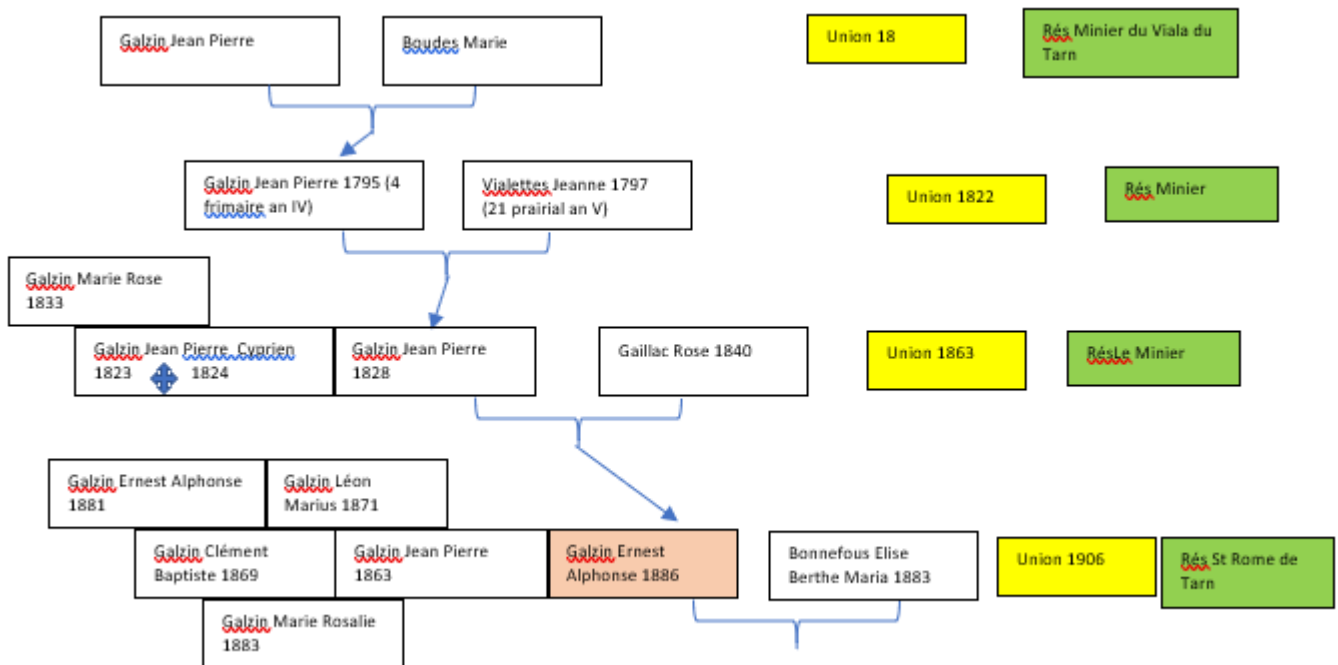 Galzin Jean Pierre
Boudes Marie
Union 18
Rés Minier du Viala du
Tarn
Galzin Jean Pierre 1795 (4
frimaire an IV)
Vialettes Jeanne 1797
(21 prairial an V)
Union 1822
Rés Minier
Galzin Marie Rose
1833
Galzin Jean Pierre Cyprien
1823 1824
Galzin Jean Pierre
1828
Gaillac Rose 1840
Union 1863
RésLe Minier
Galzin Ernest Alphonse
1881
Galzin Léon
Marius 1871
Galzin Clément
Baptiste 1869
Galzin Jean Pierre
1863
Galzin Ernest
Alphonse 1886
Bonnefous Elise
Berthe Maria 1883
Union 1906
Rés St Rome de
Tarn
Galzin Marie Rosalie
1883